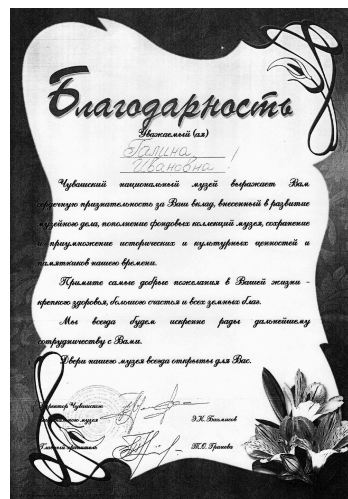 Благодарность
Уважаемый (ая)
Галина
Ивановна !
Чувашский национальный музей выражает Вам
сердечную признательность за Ваш вклад, внесенный в развитие
музейного дела, пополнение фондовых коллекций музея, сохранение
и приумножение исторических и культурных ценностей и
памятников нашего времени.
Примите самые добрые пожелания в Вашей жизни -
крепкого здоровья, большого счастья и всех земных благ.
Мы всегда будем искренне рады дальнейшему
сотрудничеству с Вами.
Двери нашего музея всегда открыты для Вас.
Директор Чувашского
национального музея
Главный хранитель Т.О. Грачева